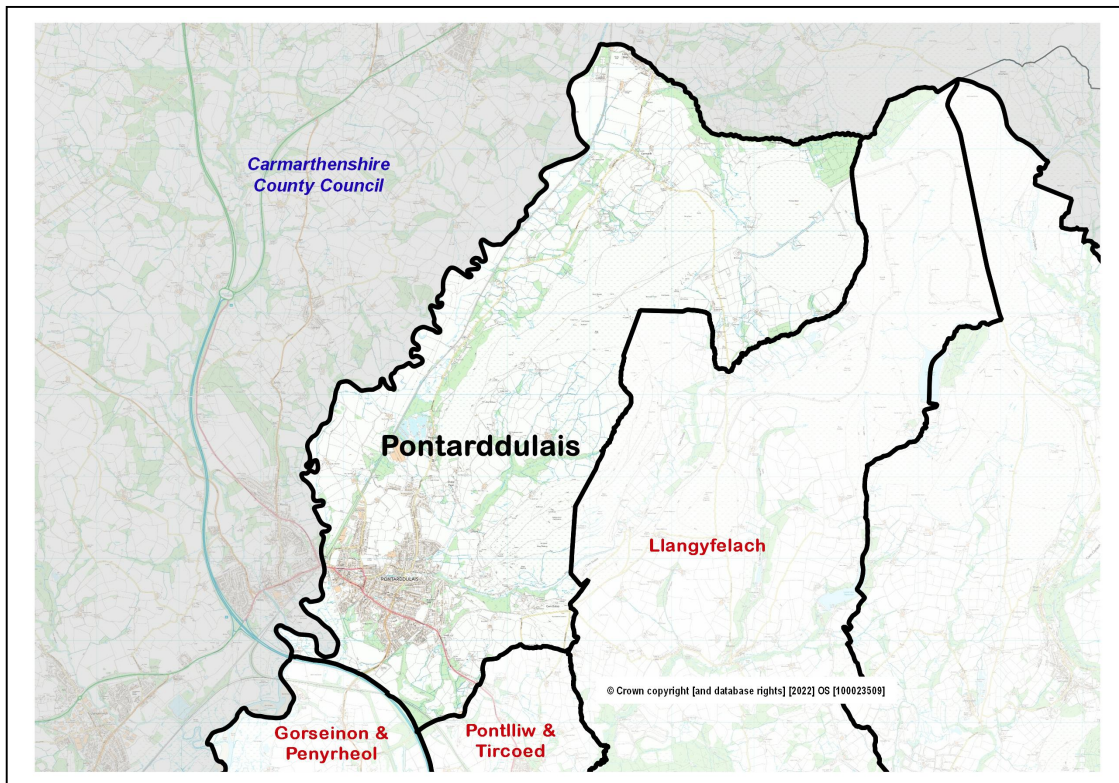 Carmarthenshire
County Council
Pontarddulais
Llangyfelach
PONTARDDULAIS
© Crown copyright [and database rights] [2022] OS [100023509]
Gorseinon &
Penyrheol
Pontlliw &
Tircoed